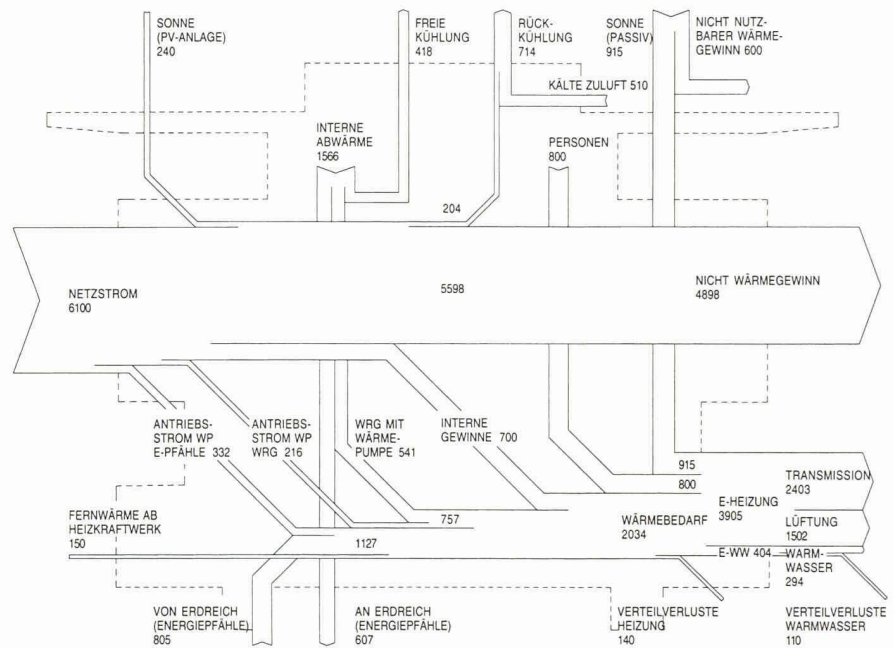 SONNE
(PV-ANLAGE)
240
FREIE
KÜHLUNG
418
RÜCK-
KÜHLUNG
714
SONNE
(PASSIV)
915
NICHT NUTZ-
BARER WÄRME-
GEWINN 600
KÄLTE ZULUFT 510
INTERNE
ABWÄRME
1566
PERSONEN
800
204
NETZSTROM
6100
5598
NICHT WÄRMEGEWINN
4898
ANTRIEBS-
STROM WP
E-PFÄHLE 332
ANTRIEBS-
STROM WP
WRG 216
WRG MIT
WÄRME-
PUMPE 541
INTERNE
GEWINNE 700
915
800
TRANSMISSION
2403
E-HEIZUNG
3905
FERNWÄRME AB
HEIZKRAFTWERK
150
757
1127
WÄRMEBEDARF
2034
LÜFTUNG
1502
E-WW 404
WARM-
WASSER
294
VON ERDREICH
(ENERGIEPFÄHLE)
805
AN ERDREICH
(ENERGIEPFÄHLE)
607
VERTEILVERLUSTE
HEIZUNG
140
VERTEILVERLUSTE
WARMWASSER
110